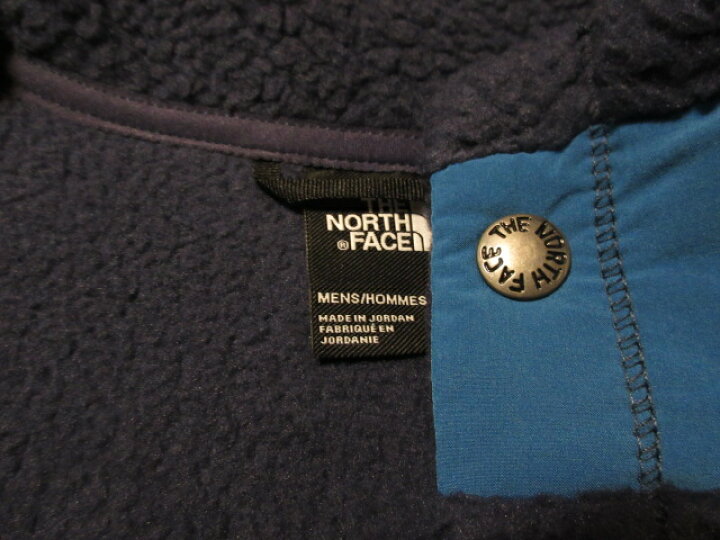 THE
NORTH
® FACE
MENS/HOMMES
MADE IN JORDAN
FABRIQUÉ EN
JORDANIE
THE NORTH FACE